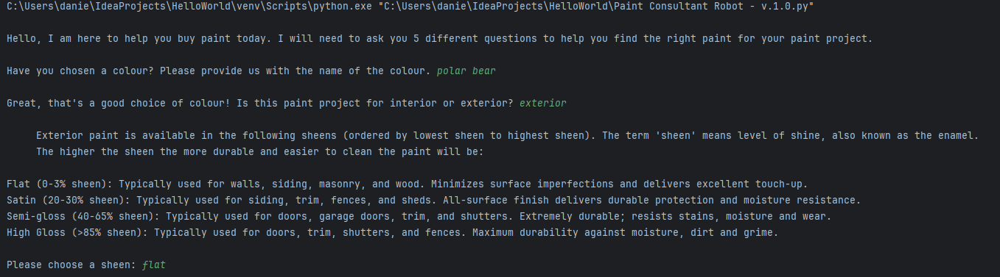 C:\Users\danie\IdeaProjects\HelloWorld\venv\Scripts\python.exe "C:\Users\danie\IdeaProjects\HelloWorld\Paint Consultant Robot - v.1.0.py"
Hello, I am here to help you buy paint today. I will need to ask you 5 different questions to help you find the right paint for your paint project.
Have you chosen a colour? Please provide us with the name of the colour. polar bear
Great, that's a good choice of colour! Is this paint project for interior or exterior? exterior
Exterior paint is available in the following sheens (ordered by lowest sheen to highest sheen). The term 'sheen' means level of shine, also known as the enamel.
The higher the sheen the more durable and easier to clean the paint will be:
Flat (0-3% sheen): Typically used for walls, siding, masonry, and wood. Minimizes surface imperfections and delivers excellent touch-up.
Satin (20-30% sheen): Typically used for siding, trim, fences, and sheds. All-surface finish delivers durable protection and moisture resistance.
Semi-gloss (40-65% sheen): Typically used for doors, garage doors, trim, and shutters. Extremely durable; resists stains, moisture and wear.
High Gloss (>85% sheen): Typically used for doors, trim, shutters, and fences. Maximum durability against moisture, dirt and grime.
Please choose a sheen: flat